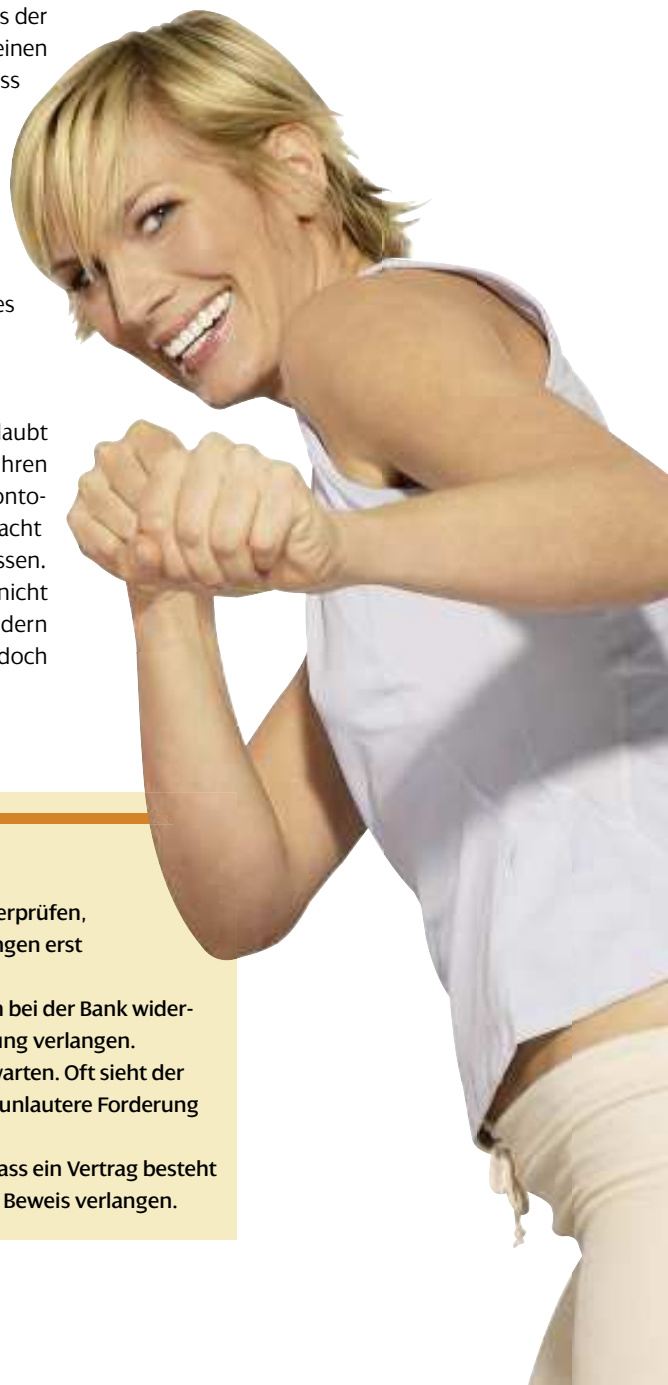 s der
einen
ss
es
laubt
hren
onto-
acht
ssen.
nicht
dern
doch
erprüfen,
ngen erst
n bei der Bank wider-
ung verlangen.
warten. Oft sieht der
unlautere Forderung
ass ein Vertrag besteht
Beweis verlangen.